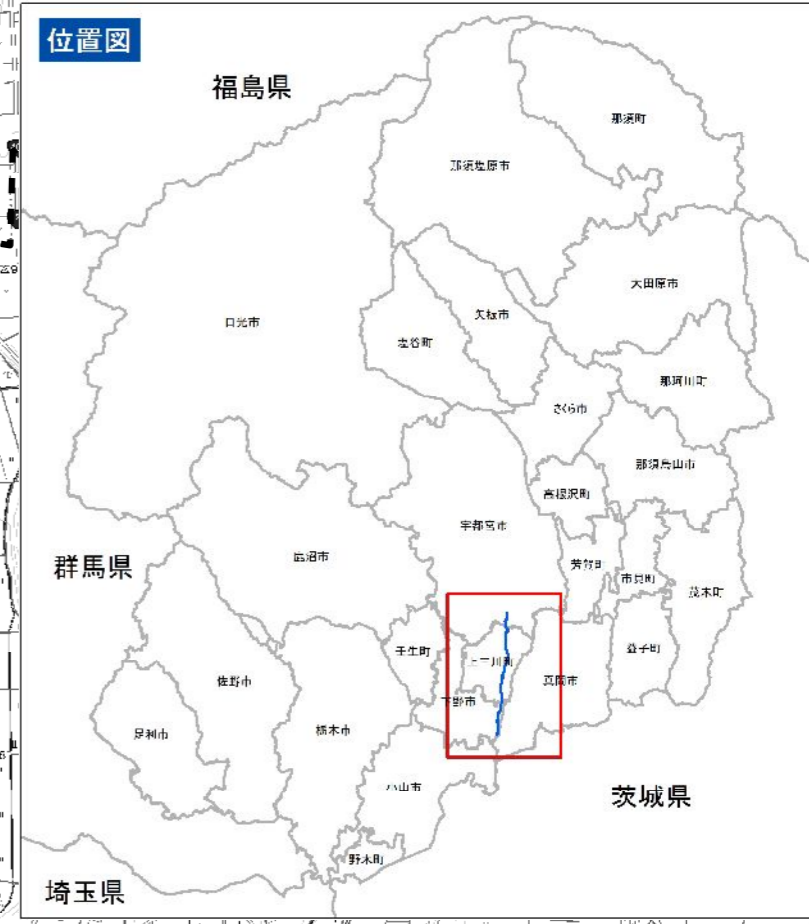 位置図
福島県
那須町
那須塩原市
大田原市
日光市
矢板市
塩谷町
那珂川町
さくら市
那須烏山市
高根沢町
宇都宮市
鹿沼市
芳賀町
市貝町
茂木町
群馬県
壬生町
上三川町
益子町
真岡市
佐野市
下野市
栃木市
足利市
小山市
茨城県
野木町
埼玉県